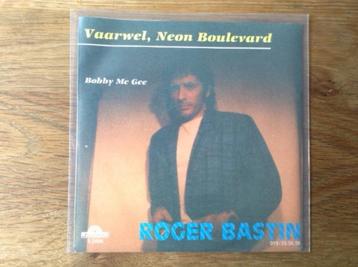 Vaarwel, Neon Boulevard
Bobby Mc Gee
ROGER BASTIN